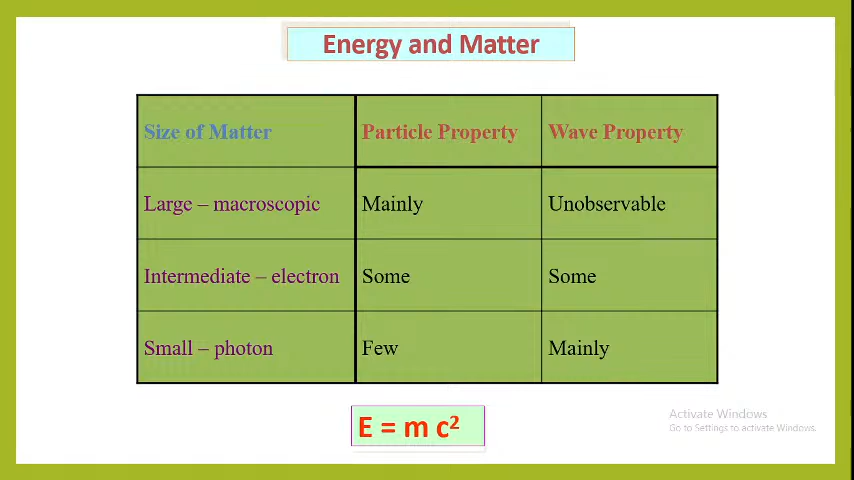 Energy and Matter
Size of Matter Particle Property Wave Property
Large – macroscopic Mainly Unobservable
Intermediate – electron Some Some
Small – photon Few Mainly
E = m c²
Activate Windows
Go to Settings to activate Windows.